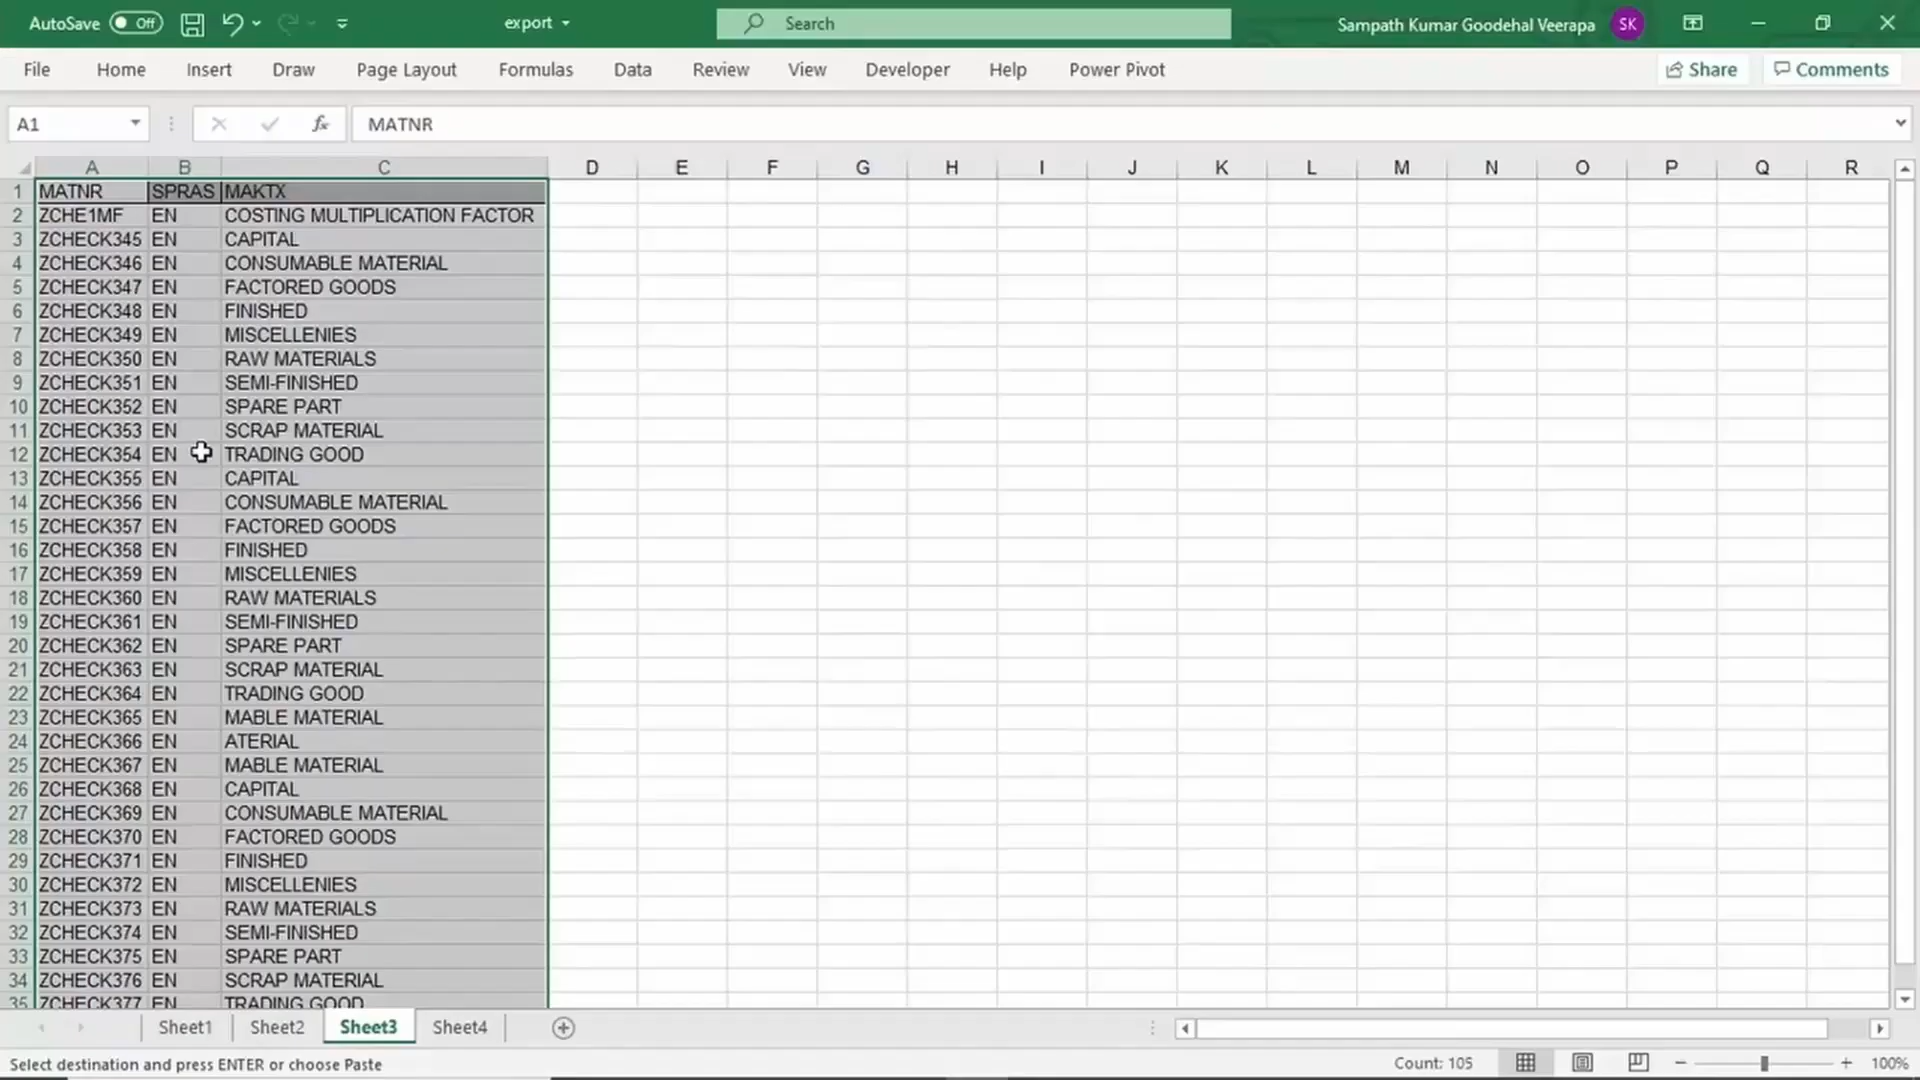 AutoSave Off export Search Sampath Kumar Goodehal Veerapa SK
File Home Insert Draw Page Layout Formulas Data Review View Developer Help Power Pivot Share Comments
A1 fx MATNR
A B C D E F G H I J K L M N O P Q R
1 MATNR SPRAS MAKTX
2 ZCHE1MF EN COSTING MULTIPLICATION FACTOR
3 ZCHECK345 EN CAPITAL
4 ZCHECK346 EN CONSUMABLE MATERIAL
5 ZCHECK347 EN FACTORED GOODS
6 ZCHECK348 EN FINISHED
7 ZCHECK349 EN MISCELLENIES
8 ZCHECK350 EN RAW MATERIALS
9 ZCHECK351 EN SEMI-FINISHED
10 ZCHECK352 EN SPARE PART
11 ZCHECK353 EN SCRAP MATERIAL
12 ZCHECK354 EN TRADING GOOD
13 ZCHECK355 EN CAPITAL
14 ZCHECK356 EN CONSUMABLE MATERIAL
15 ZCHECK357 EN FACTORED GOODS
16 ZCHECK358 EN FINISHED
17 ZCHECK359 EN MISCELLENIES
18 ZCHECK360 EN RAW MATERIALS
19 ZCHECK361 EN SEMI-FINISHED
20 ZCHECK362 EN SPARE PART
21 ZCHECK363 EN SCRAP MATERIAL
22 ZCHECK364 EN TRADING GOOD
23 ZCHECK365 EN MABLE MATERIAL
24 ZCHECK366 EN ATERIAL
25 ZCHECK367 EN MABLE MATERIAL
26 ZCHECK368 EN CAPITAL
27 ZCHECK369 EN CONSUMABLE MATERIAL
28 ZCHECK370 EN FACTORED GOODS
29 ZCHECK371 EN FINISHED
30 ZCHECK372 EN MISCELLENIES
31 ZCHECK373 EN RAW MATERIALS
32 ZCHECK374 EN SEMI-FINISHED
33 ZCHECK375 EN SPARE PART
34 ZCHECK376 EN SCRAP MATERIAL
35 ZCHECK377 EN TRADING GOOD
Sheet1 Sheet2 Sheet3 Sheet4
Select destination and press ENTER or choose Paste Count: 105 100%